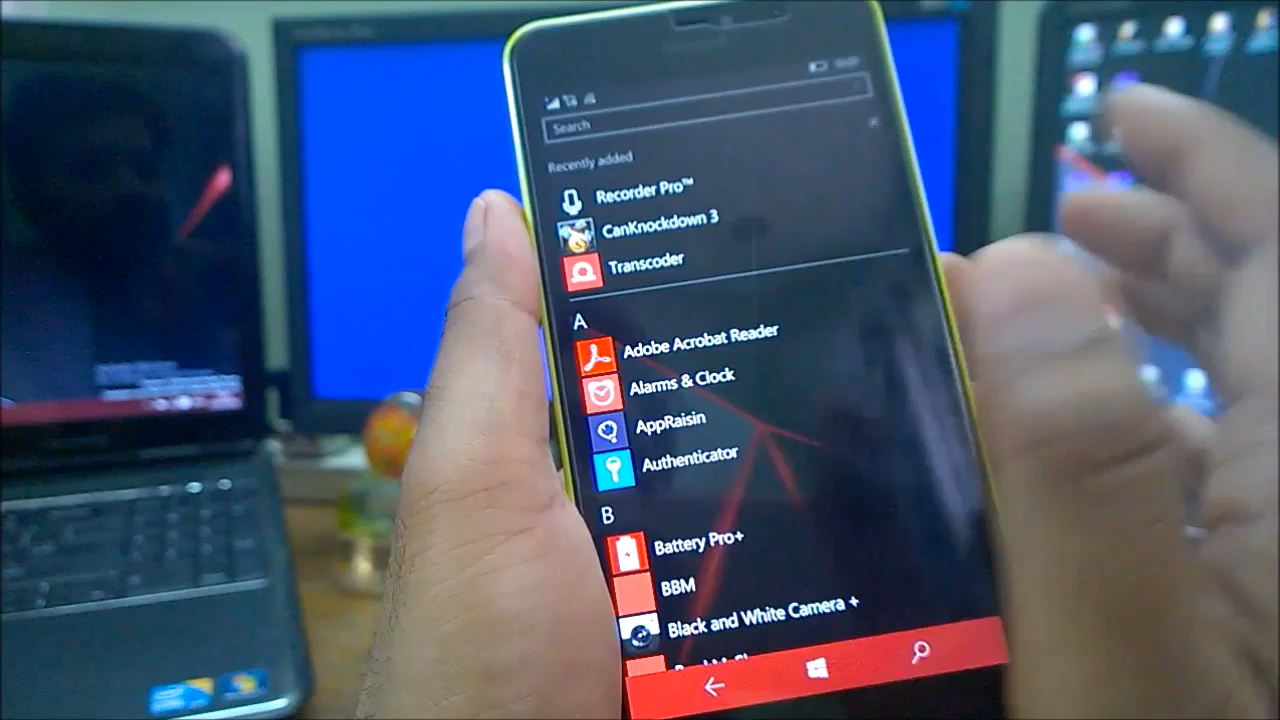 Search
Recently added
Recorder Pro™
CanKnockdown 3
Transcoder
A
Adobe Acrobat Reader
Alarms & Clock
AppRaisin
Authenticator
B
Battery Pro+
BBM
Black and White Camera +